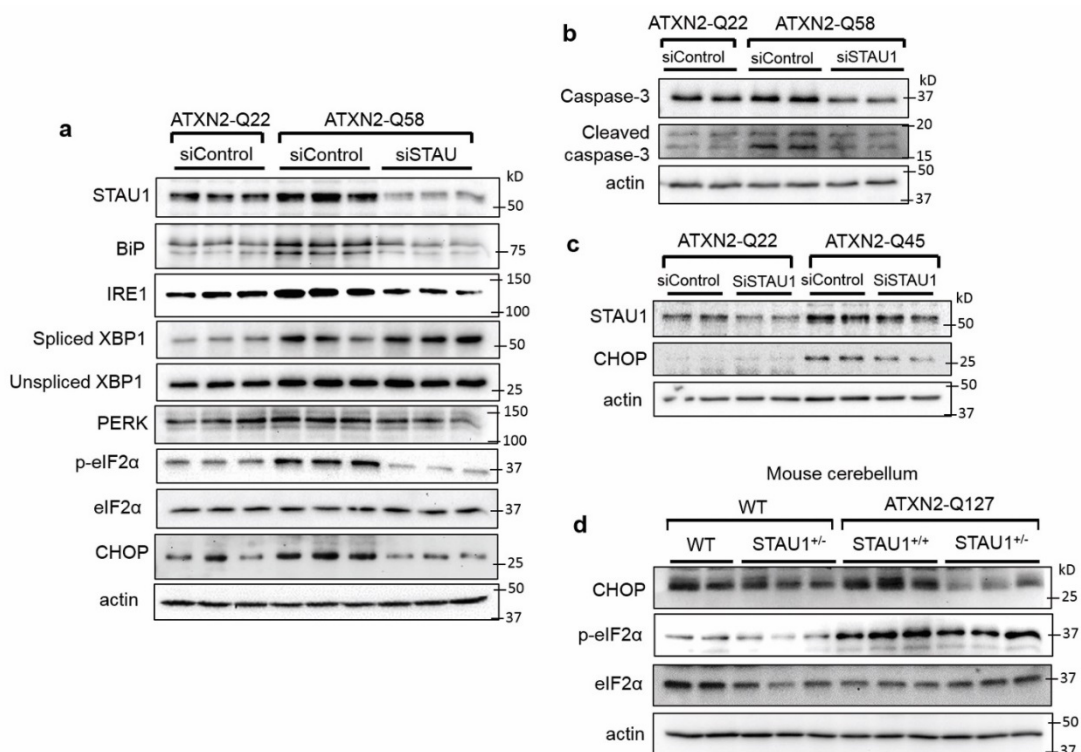 a
ATXN2-Q22 ATXN2-Q58
siControl siControl siSTAU
kD
STAU1 50
BiP 75
IRE1 150
100
Spliced XBP1 50
Unspliced XBP1 25
PERK 150
100
p-eIF2α 37
eIF2α 37
CHOP 25
actin 50
37
b
ATXN2-Q22 ATXN2-Q58
siControl siControl siSTAU1
kD
Caspase-3 37
Cleaved 20
caspase-3 15
actin 50
37
c
ATXN2-Q22 ATXN2-Q45
siControl SiSTAU1 siControl SiSTAU1
kD
STAU1 50
CHOP 25
actin 50
37
Mouse cerebellum
d
WT ATXN2-Q127
WT STAU1+/- STAU1+/+ STAU1+/-
kD
CHOP 25
p-eIF2α 37
eIF2α 37
25
actin 50
37